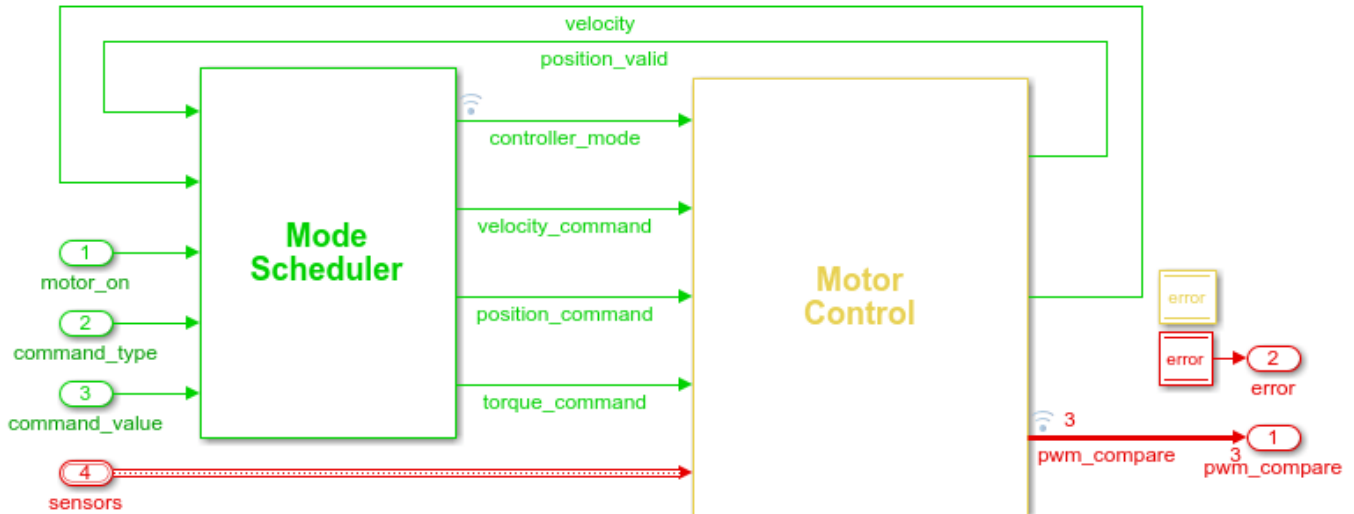 velocity
position_valid
controller_mode
velocity_command
position_command
torque_command
Mode
Scheduler
Motor
Control
1
motor_on
2
command_type
3
command_value
4
sensors
error
error
2
error
3
pwm_compare
1
3
pwm_compare